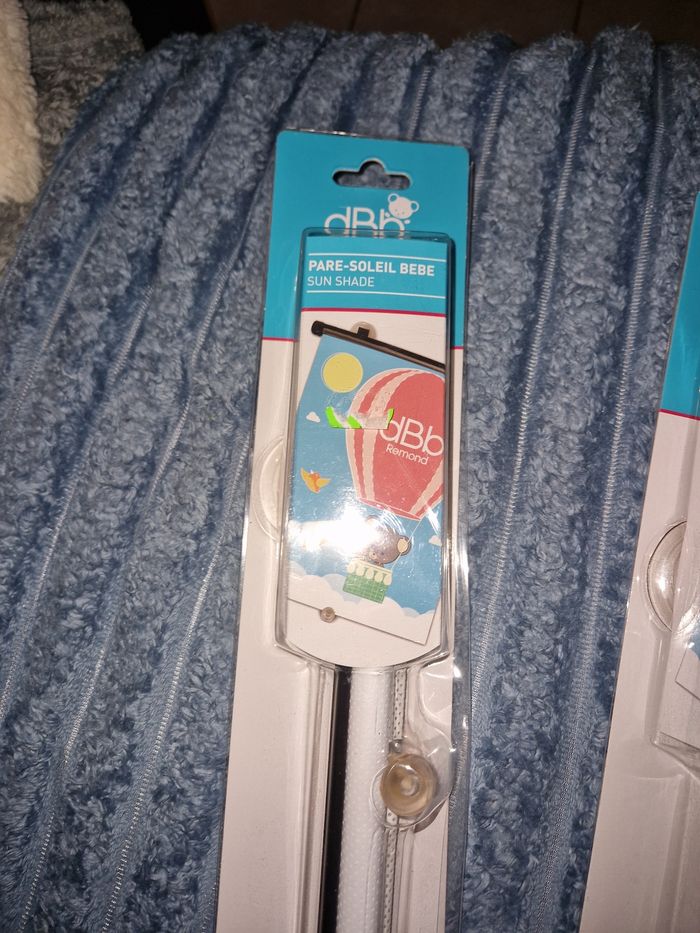 dBb
PARE-SOLEIL BEBE
SUN SHADE
dBb
Remond